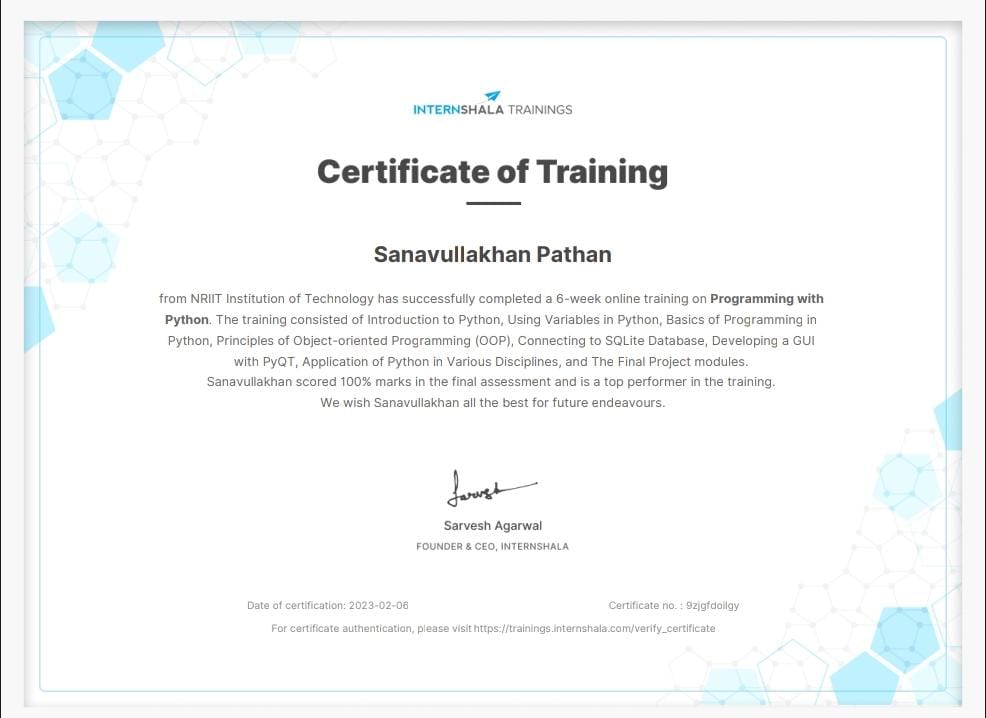 INTERNSHALA TRAININGS
Certificate of Training
Sanavullakhan Pathan
from NRIIT Institution of Technology has successfully completed a 6-week online training on Programming with
Python. The training consisted of Introduction to Python, Using Variables in Python, Basics of Programming in
Python, Principles of Object-oriented Programming (OOP), Connecting to SQLite Database, Developing a GUI
with PyQT, Application of Python in Various Disciplines, and The Final Project modules.
Sanavullakhan scored 100% marks in the final assessment and is a top performer in the training.
We wish Sanavullakhan all the best for future endeavours.
Sarvesh
Sarvesh Agarwal
FOUNDER & CEO, INTERNSHALA
Date of certification: 2023-02-06 Certificate no. : 9zjgfdoilgy
For certificate authentication, please visit https://trainings.internshala.com/verify_certificate